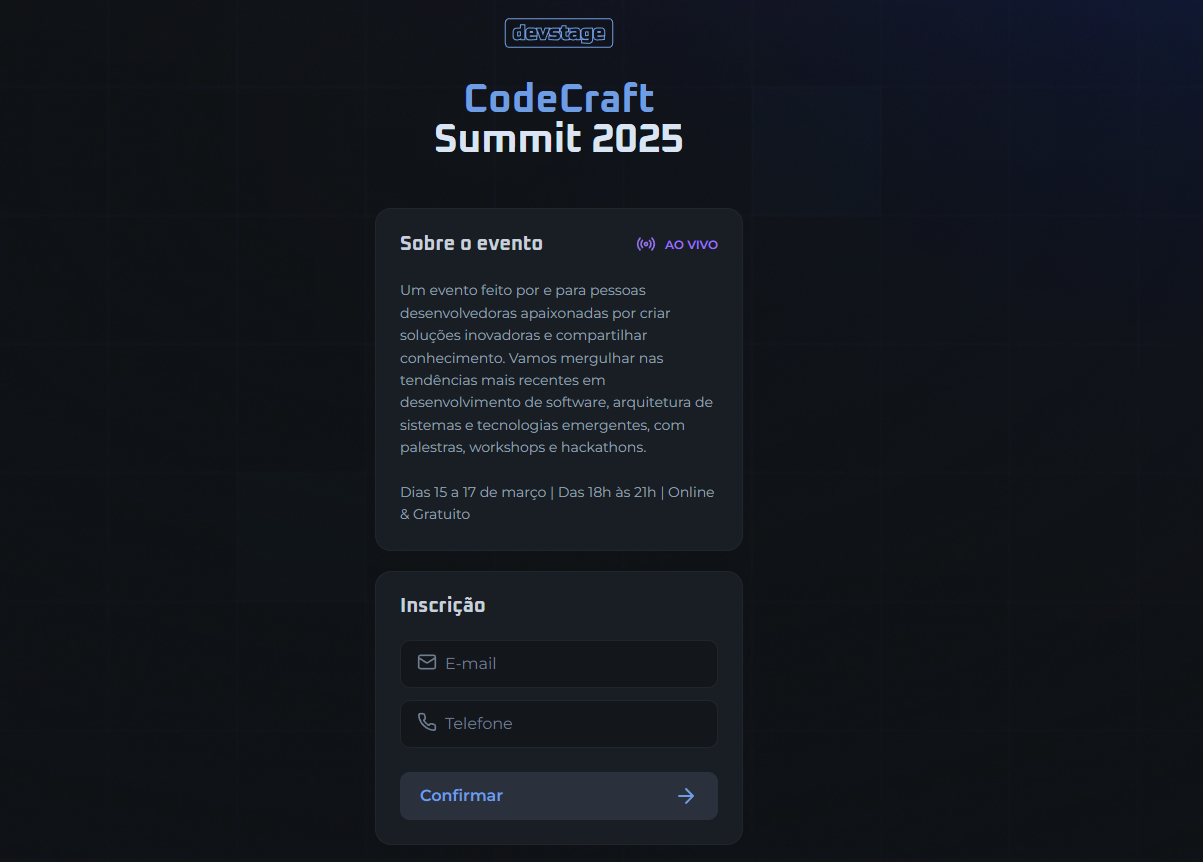 devstage
CodeCraft
Summit 2025
Sobre o evento
AO VIVO
Um evento feito por e para pessoas
desenvolvedoras apaixonadas por criar
soluções inovadoras e compartilhar
conhecimento. Vamos mergulhar nas
tendências mais recentes em
desenvolvimento de software, arquitetura de
sistemas e tecnologias emergentes, com
palestras, workshops e hackathons.
Dias 15 a 17 de março | Das 18h às 21h | Online
& Gratuito
Inscrição
E-mail
Telefone
Confirmar